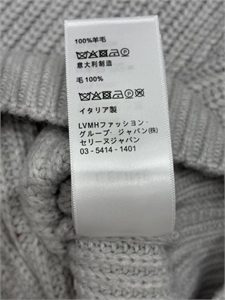 100%羊毛
意大利制造
毛 100%
イタリア製
LVMHファッション・
グループ・ジャパン(株)
セリーヌジャパン
03 - 5414 - 1401